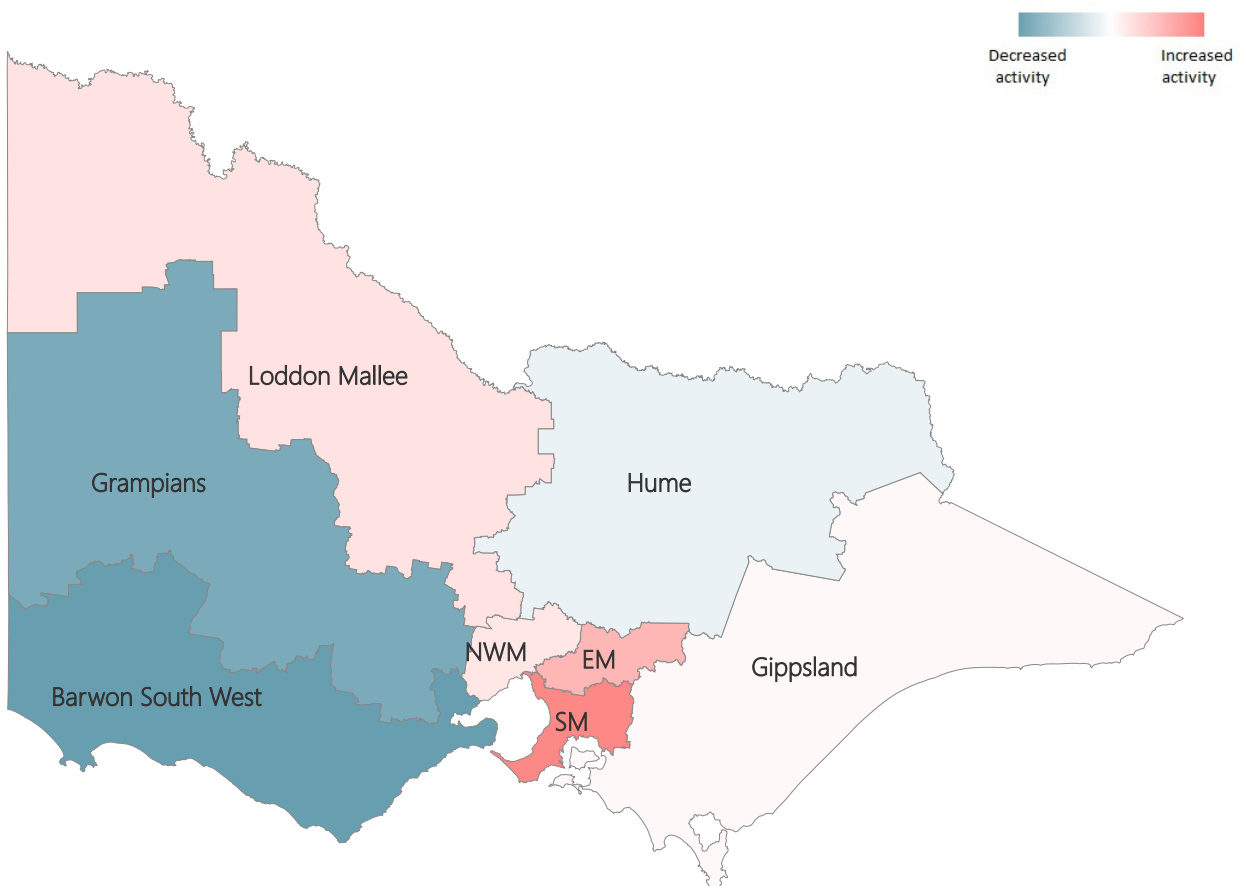 Decreased activity
Increased activity
Loddon Mallee
Grampians
Hume
NWM
EM
Gippsland
Barwon South West
SM